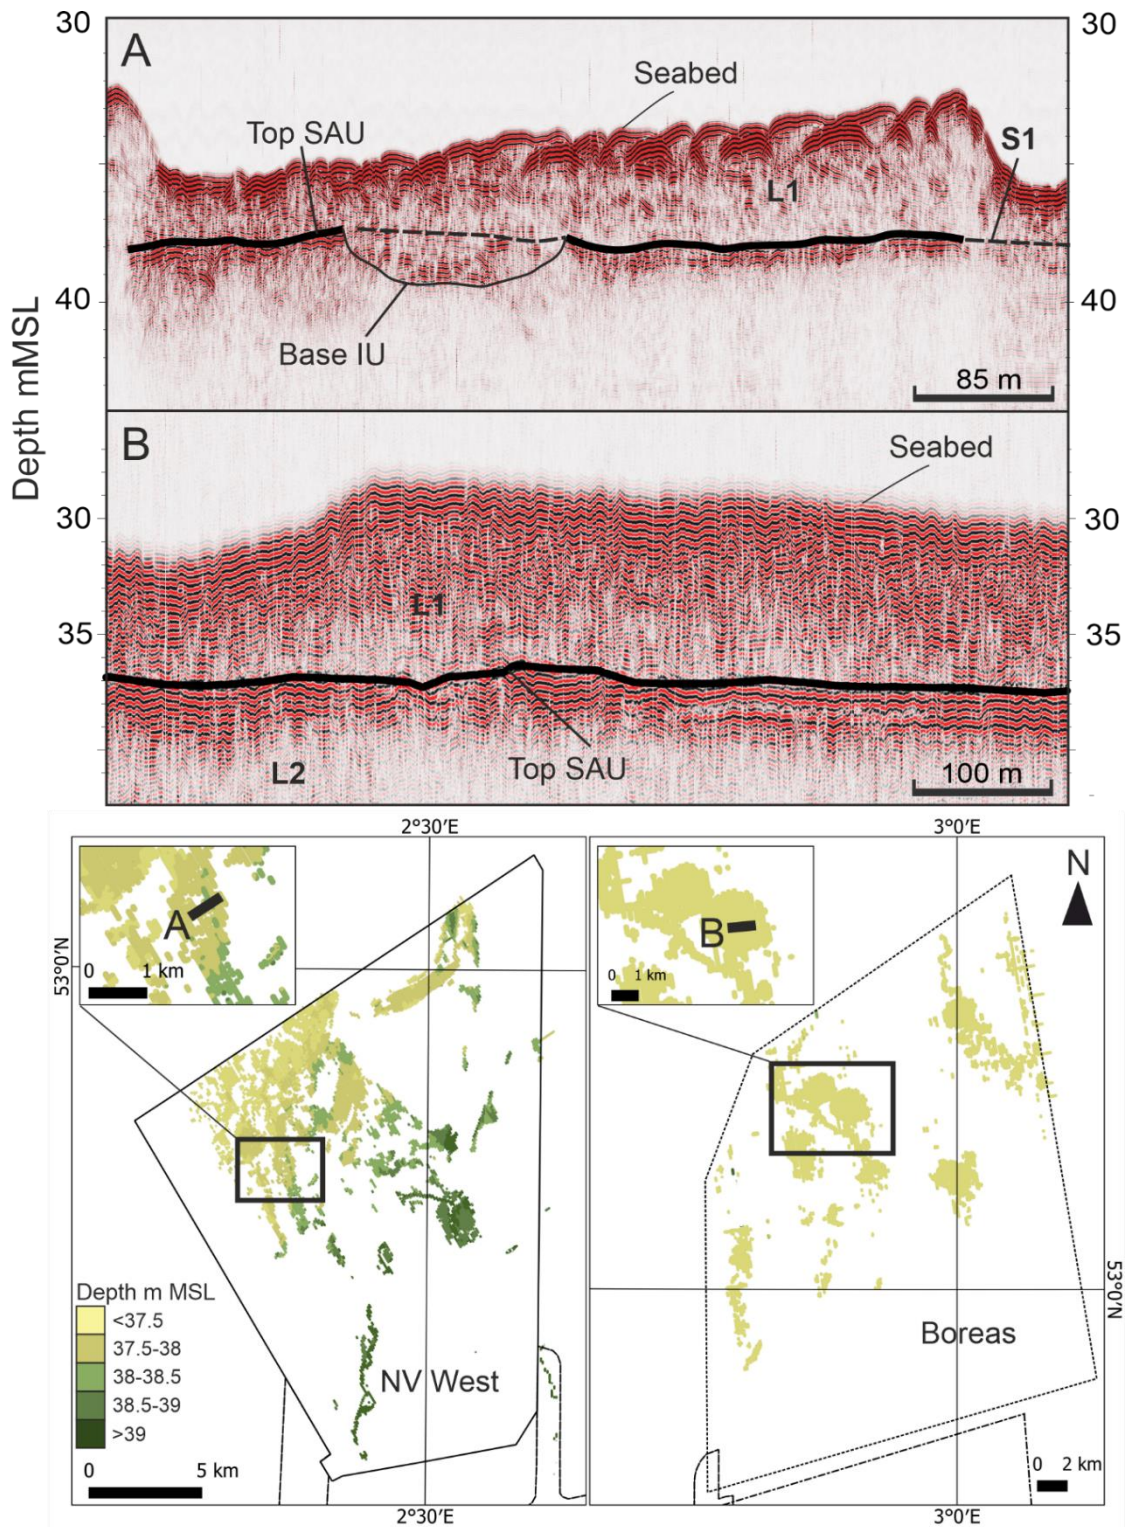 30
30
A
Seabed
Top SAU
S1
L1
40
40
Base IU
85 m
Depth mMSL
B
Seabed
30
30
L1
35
35
L2
Top SAU
100 m
2°30'E
3°0'E
N
A
B
0 1 km
0 1 km
53°0'N
53°0'N
Depth m MSL
<37.5
37.5-38
38-38.5
38.5-39
>39
NV West
Boreas
0 5 km
0 2 km
2°30'E
3°0'E